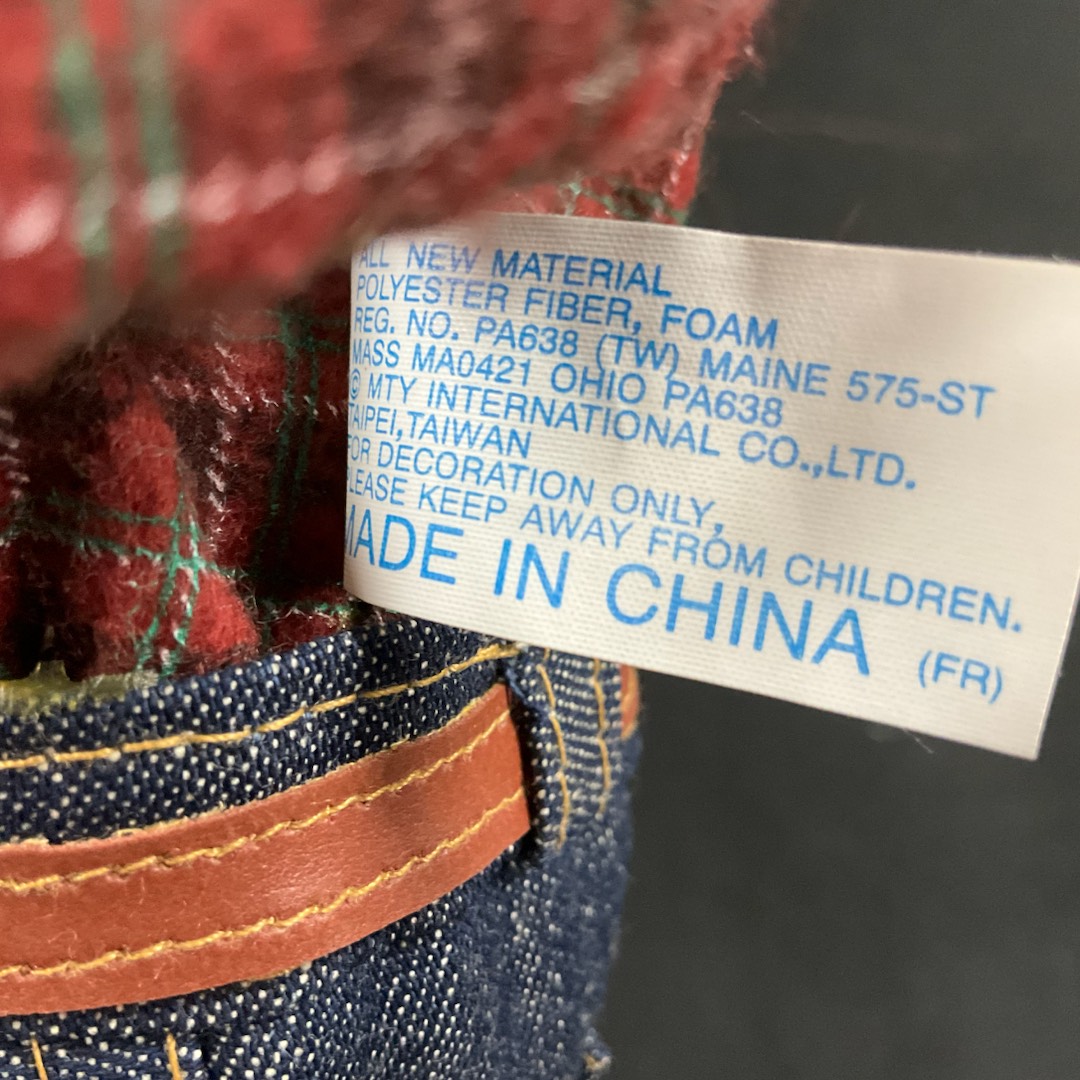 ALL NEW MATERIAL
POLYESTER FIBER, FOAM
REG. NO. PA638 (TW) MAINE 575-ST
MASS MA0421 OHIO PA638
© MTY INTERNATIONAL CO.,LTD.
TAIPEI,TAIWAN
FOR DECORATION ONLY,
PLEASE KEEP AWAY FROM CHILDREN.
MADE IN CHINA (FR)